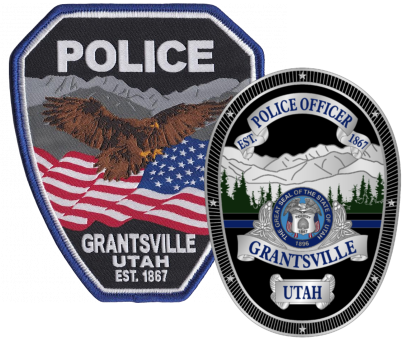 POLICE
GRANTSVILLE
UTAH
EST. 1867
POLICE OFFICER
EST. 1867
THE GREAT SEAL OF THE STATE OF UTAH
1896
GRANTSVILLE
UTAH